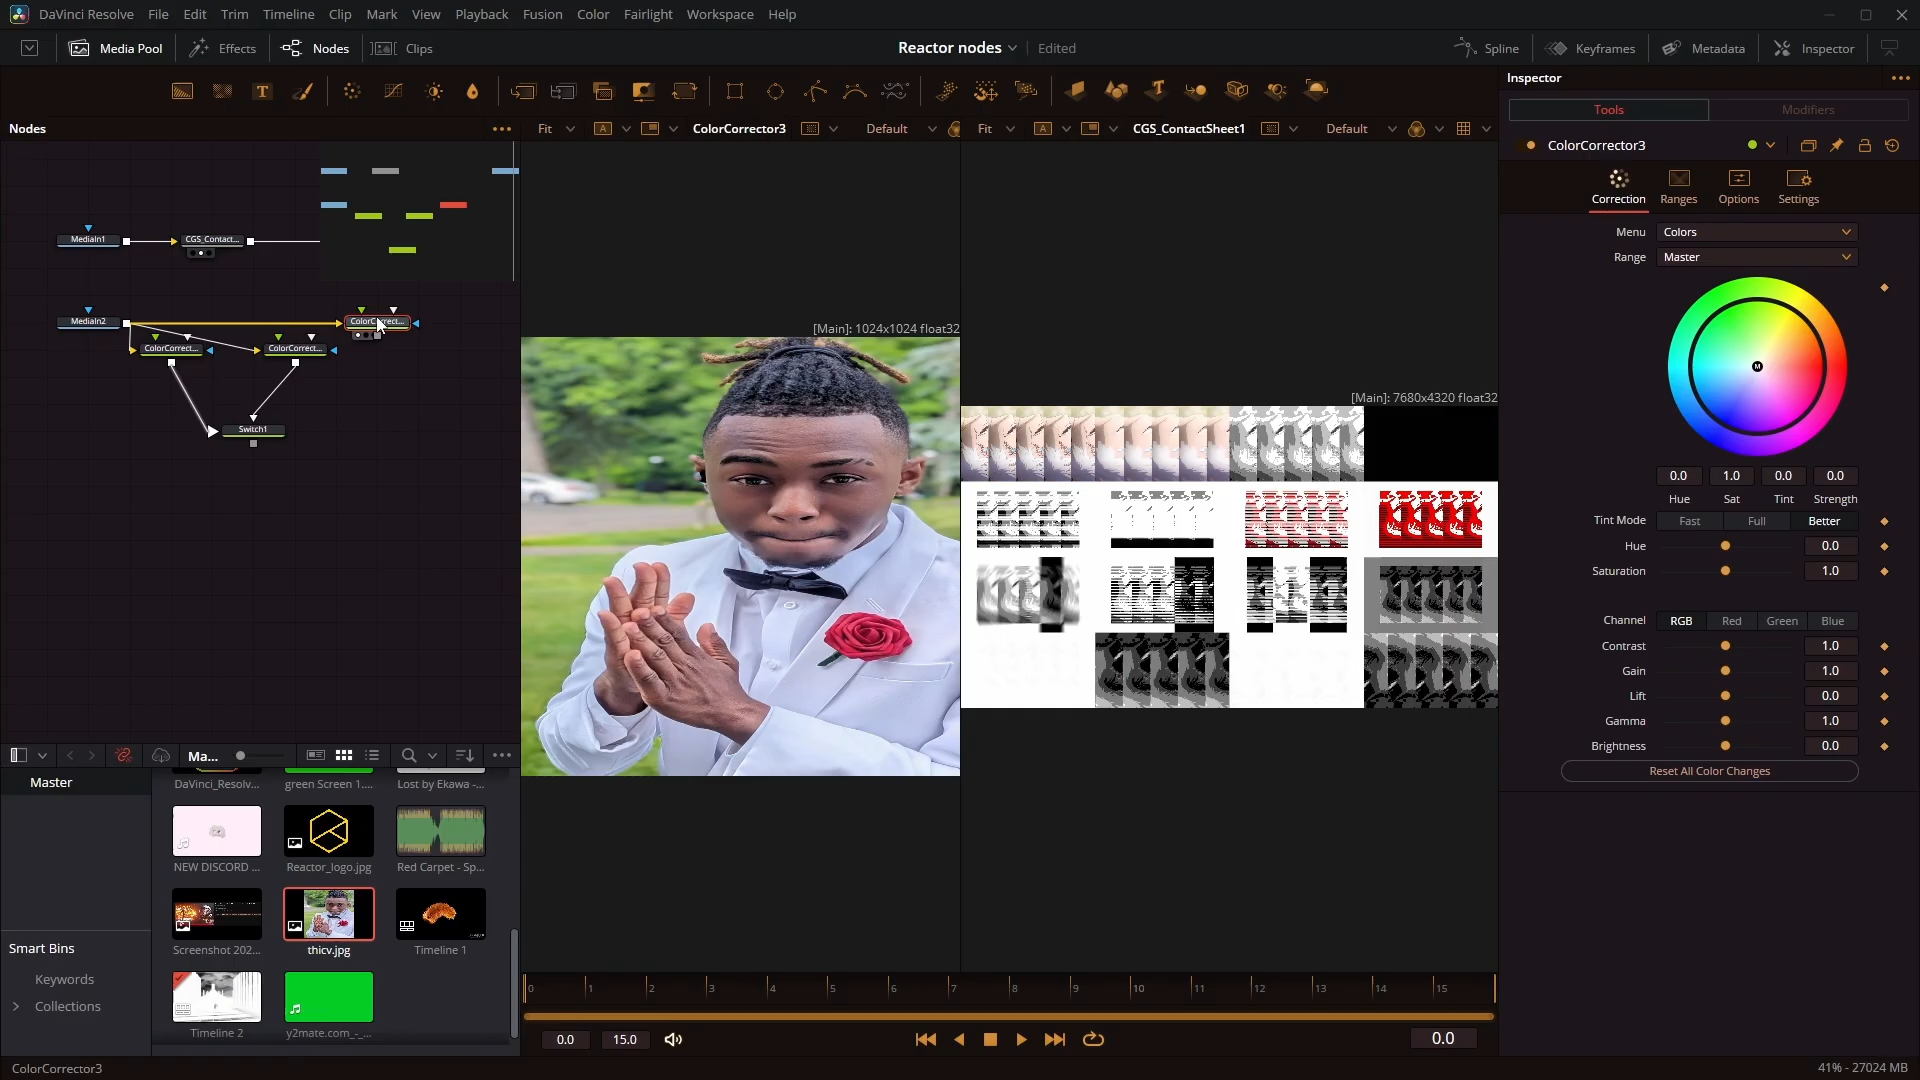 DaVinci Resolve File Edit Trim Timeline Clip Mark View Playback Fusion Color Fairlight Workspace Help
Media Pool Effects Nodes Clips Reactor nodes Edited Spline Keyframes Metadata Inspector
Inspector
Tools Modifiers
Nodes Fit A ColorCorrector3 Default Fit A CGS_ContactSheet1 Default
ColorCorrector3
Correction Ranges Options Settings
Menu Colors
Range Master
MediaIn1 CGS_Contact...
MediaIn2 ColorCorrect...
[Main]: 1024x1024 float32
ColorCorrect... ColorCorrect...
[Main]: 7680x4320 float32
Switch1
M
0.0 1.0 0.0 0.0
Hue Sat Tint Strength
Tint Mode Fast Full Better
Hue 0.0
Saturation 1.0
Channel RGB Red Green Blue
Contrast 1.0
Gain 1.0
Lift 0.0
Gamma 1.0
Brightness 0.0
Reset All Color Changes
Ma...
Master
DaVinci_Resolv... green Screen 1.... Lost by Ekawa -...
NEW DISCORD ... Reactor_logo.jpg Red Carpet - Sp...
Smart Bins
Screenshot 202... thicv.jpg Timeline 1
Keywords
Collections
Timeline 2 y2mate.com_-_...
0 1 2 3 4 5 6 7 8 9 10 11 12 13 14 15
0.0 15.0 0.0
ColorCorrector3 41% - 27024 MB